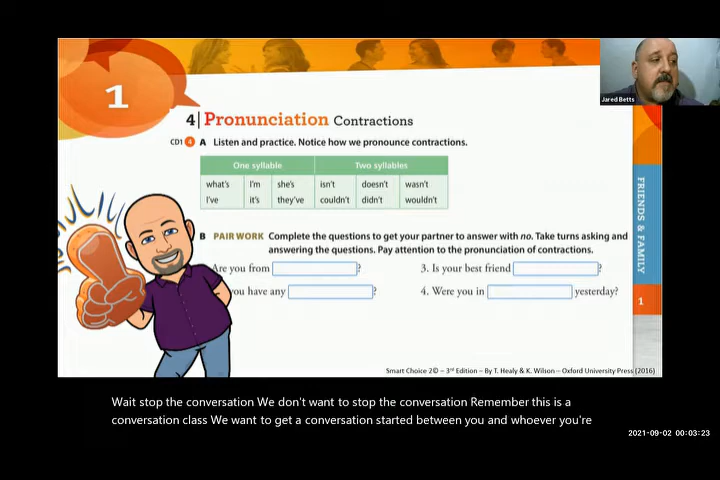 1
Jared Betts
4| Pronunciation Contractions
CD1 4 A Listen and practice. Notice how we pronounce contractions.
One syllable Two syllables
what's I'm she's isn't doesn't wasn't
I've it's they've couldn't didn't wouldn't
B PAIR WORK Complete the questions to get your partner to answer with no. Take turns asking and
answering the questions. Pay attention to the pronunciation of contractions.
Are you from ? 3. Is your best friend ?
you have any ? 4. Were you in yesterday?
FRIENDS & FAMILY
1
Smart Choice 2© – 3rd Edition – By T. Healy & K. Wilson – Oxford University Press (2016)
Wait stop the conversation We don't want to stop the conversation Remember this is a
conversation class We want to get a conversation started between you and whoever you're
2021-09-02 00:03:23